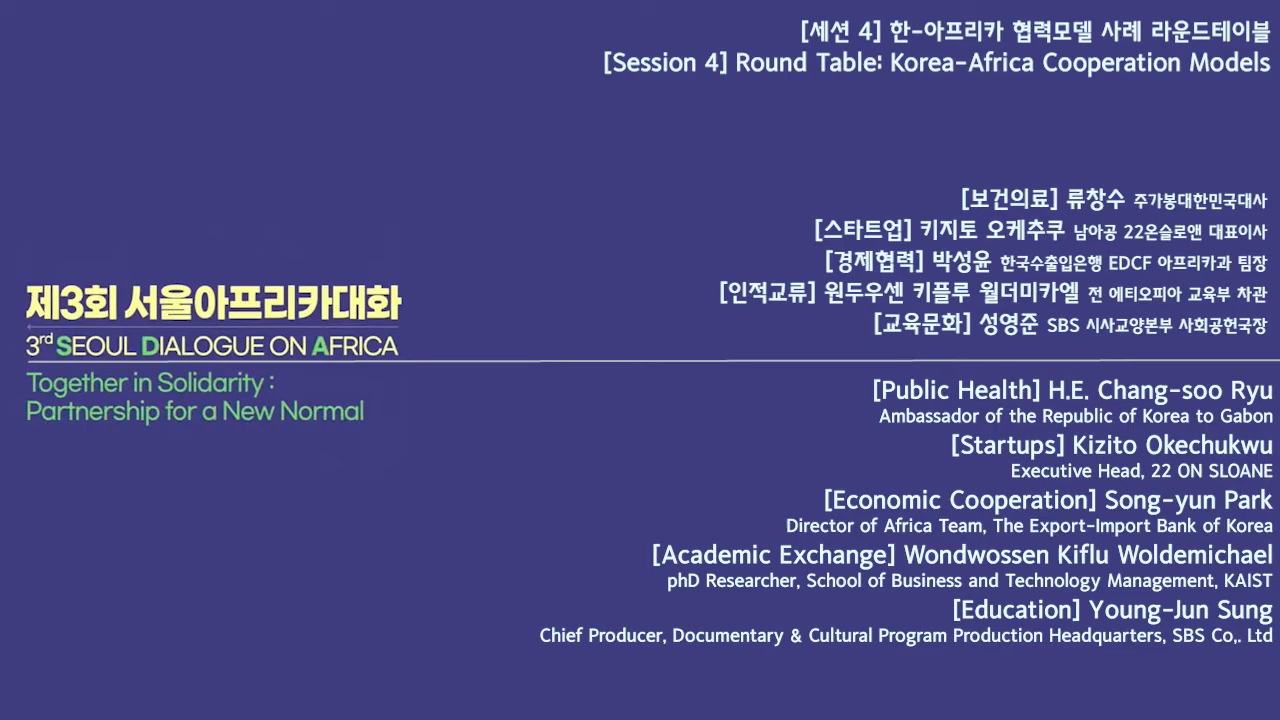 [세션 4] 한-아프리카 협력모델 사례 라운드테이블
[Session 4] Round Table: Korea-Africa Cooperation Models
제3회 서울아프리카대화
3rd SEOUL DIALOGUE ON AFRICA
Together in Solidarity :
Partnership for a New Normal
[보건의료] 류창수 주가봉대한민국대사
[스타트업] 키지토 오케추쿠 남아공 22온슬로앤 대표이사
[경제협력] 박성윤 한국수출입은행 EDCF 아프리카과 팀장
[인적교류] 원두우센 키플루 월더미카엘 전 에티오피아 교육부 차관
[교육문화] 성영준 SBS 시사교양본부 사회공헌국장
[Public Health] H.E. Chang-soo Ryu
Ambassador of the Republic of Korea to Gabon
[Startups] Kizito Okechukwu
Executive Head, 22 ON SLOANE
[Economic Cooperation] Song-yun Park
Director of Africa Team, The Export-Import Bank of Korea
[Academic Exchange] Wondwossen Kiflu Woldemichael
phD Researcher, School of Business and Technology Management, KAIST
[Education] Young-Jun Sung
Chief Producer, Documentary & Cultural Program Production Headquarters, SBS Co,. Ltd